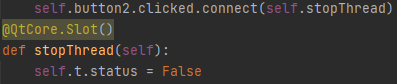 self.button2.clicked.connect(self.stopThread)
@QtCore.Slot()
def stopThread(self):
self.t.status = False